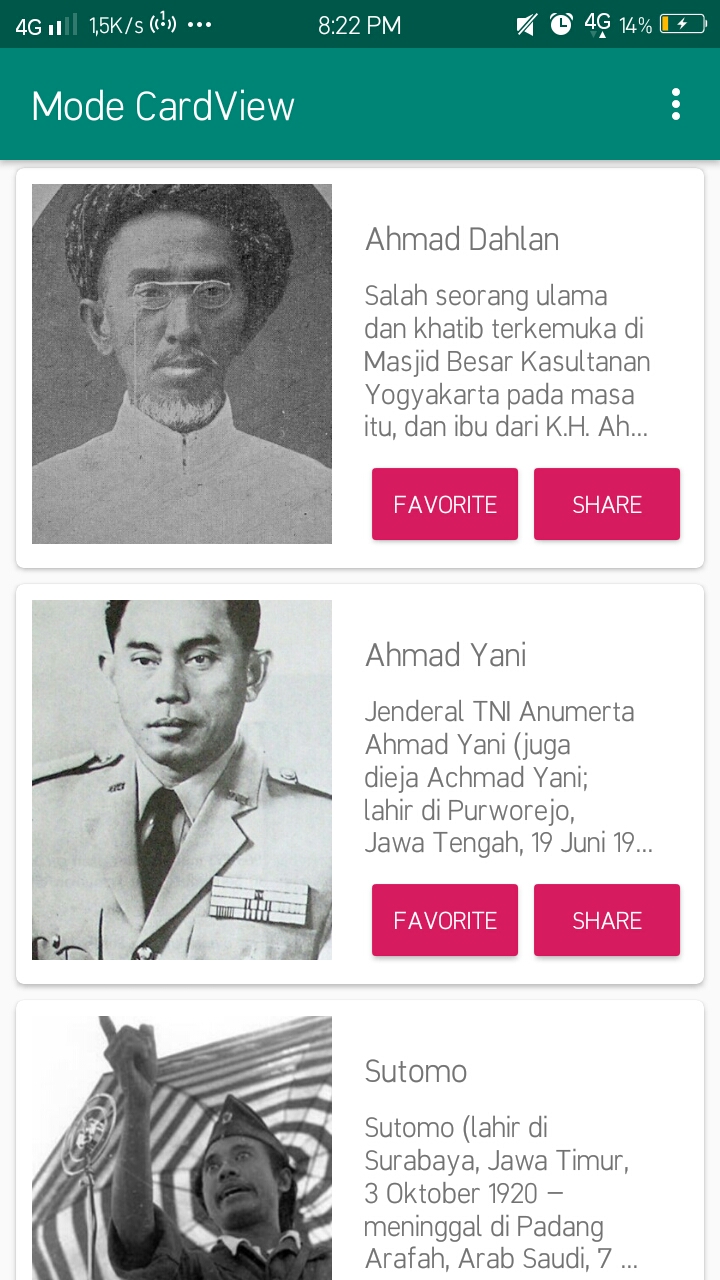 4G 1,5K/s 8:22 PM 4G 14%
Mode CardView
Ahmad Dahlan
Salah seorang ulama
dan khatib terkemuka di
Masjid Besar Kasultanan
Yogyakarta pada masa
itu, dan ibu dari K.H. Ah...
FAVORITE SHARE
Ahmad Yani
Jenderal TNI Anumerta
Ahmad Yani (juga
dieja Achmad Yani;
lahir di Purworejo,
Jawa Tengah, 19 Juni 19...
FAVORITE SHARE
Sutomo
Sutomo (lahir di
Surabaya, Jawa Timur,
3 Oktober 1920 –
meninggal di Padang
Arafah, Arab Saudi, 7 ...